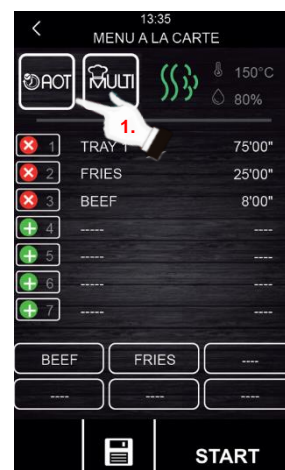 13:35
MENU A LA CARTE
AOT MULTI 150°C
80%
1.
1 TRAY 1 75'00"
2 FRIES 25'00"
3 BEEF 8'00"
4 ----- ----
5 ----- ----
6 ----- ----
7 ----- ----
BEEF FRIES ----
---- ---- ----
START